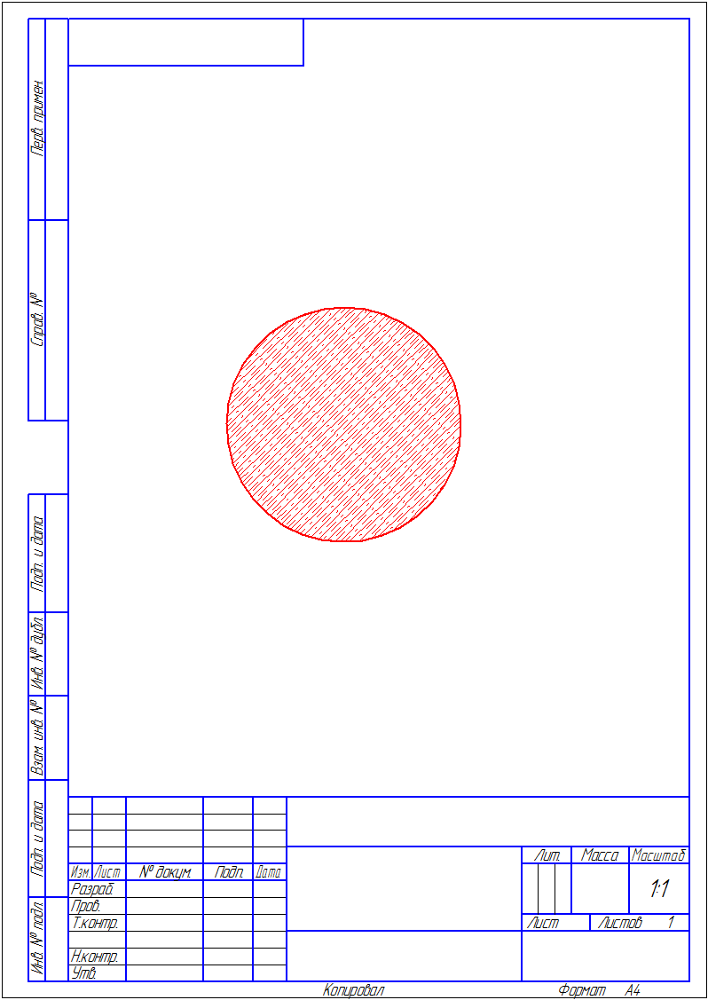 Перв. примен.
Справ. №
Подп. и дата
Инв. № дубл.
Взам. инв. №
Подп. и дата
Инв. № подл.
Изм. Лист № докум. Подп. Дата
Разраб.
Пров.
Т.контр.
Н.контр.
Утв.
Лит. Масса Масштаб
1:1
Лист Листов 1
Копировал Формат А4